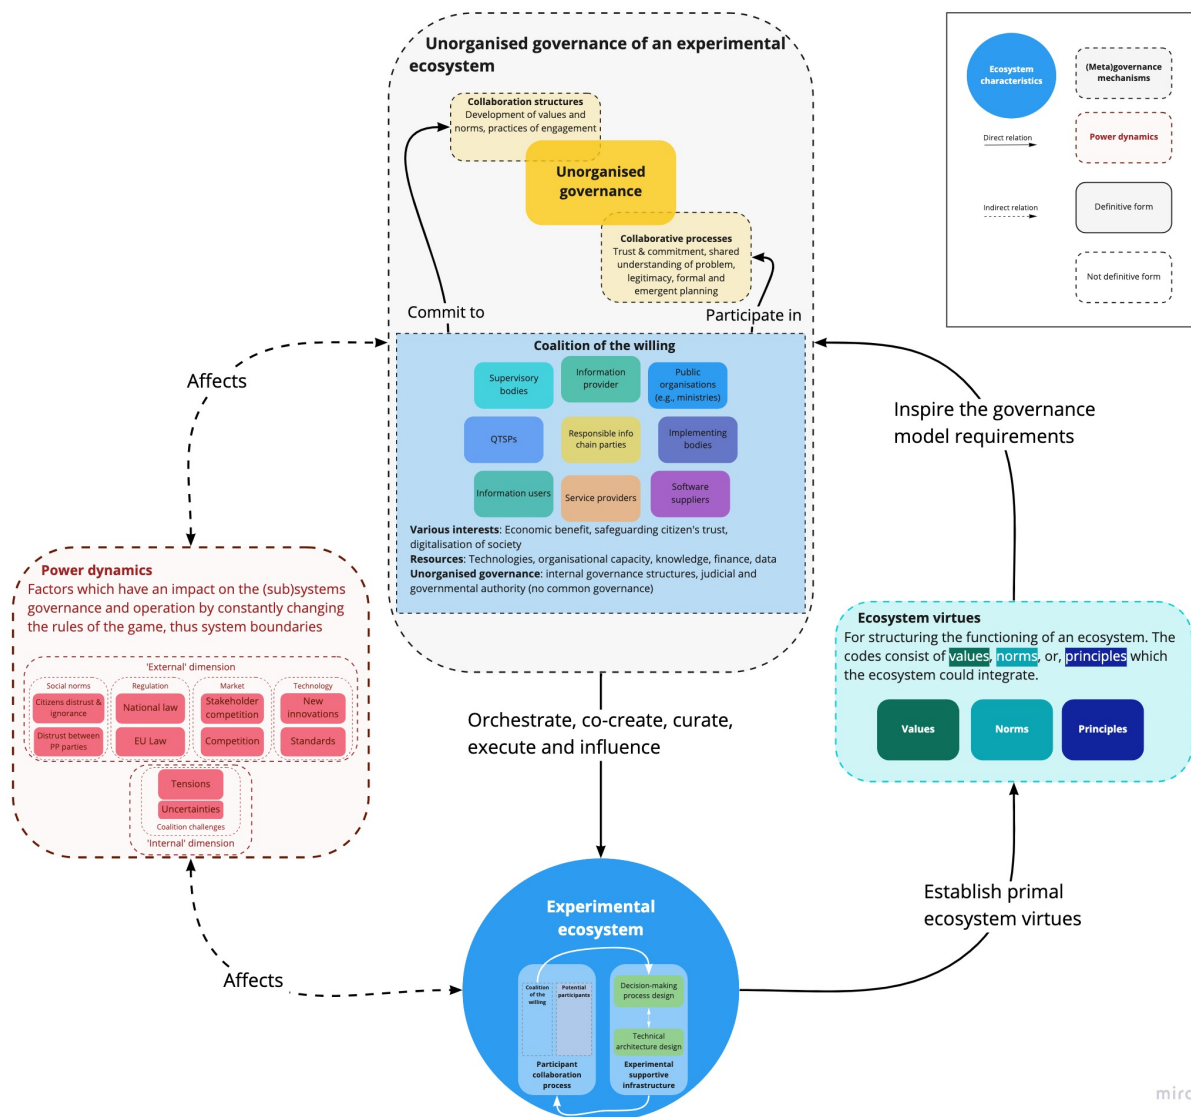 Unorganised governance of an experimental
ecosystem
Collaboration structures
Development of values and
norms, practices of engagement
Unorganised
governance
Collaborative processes
Trust & commitment, shared
understanding of problem,
legitimacy, formal and
emergent planning
Commit to
Participate in
Coalition of the willing
Supervisory
bodies
Information
provider
Public
organisations
(e.g., ministries)
QTSPs
Responsible info
chain parties
Implementing
bodies
Information users
Service providers
Software
suppliers
Various interests: Economic benefit, safeguarding citizen's trust,
digitalisation of society
Resources: Technologies, organisational capacity, knowledge, finance, data
Unorganised governance: internal governance structures, judicial and
governmental authority (no common governance)
Ecosystem
characteristics
(Meta)governance
mechanisms
Direct relation
Power dynamics
Indirect relation
Definitive form
Not definitive form
Affects
Inspire the governance
model requirements
Power dynamics
Factors which have an impact on the (sub)systems
governance and operation by constantly changing
the rules of the game, thus system boundaries
'External' dimension
Social norms
Citizens distrust &
ignorance
Distrust between
PP parties
Regulation
National law
EU Law
Market
Stakeholder
competition
Competition
Technology
New
innovations
Standards
Tensions
Uncertainties
Coalition challenges
'Internal' dimension
Orchestrate, co-create, curate,
execute and influence
Ecosystem virtues
For structuring the functioning of an ecosystem. The
codes consist of values, norms, or, principles which
the ecosystem could integrate.
Values
Norms
Principles
Establish primal
ecosystem virtues
Affects
Experimental
ecosystem
Coalition
of the
willing
Potential
participants
Participant
collaboration
process
Decision-making
process design
Technical
architecture design
Experimental
supportive
infrastructure
miro